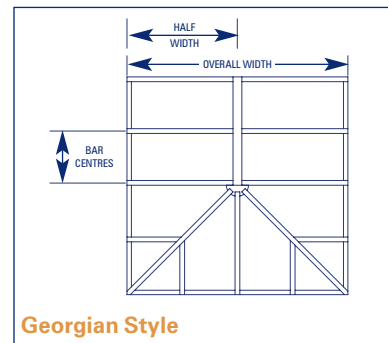 HALF
WIDTH
OVERALL WIDTH
BAR
CENTRES
Georgian Style